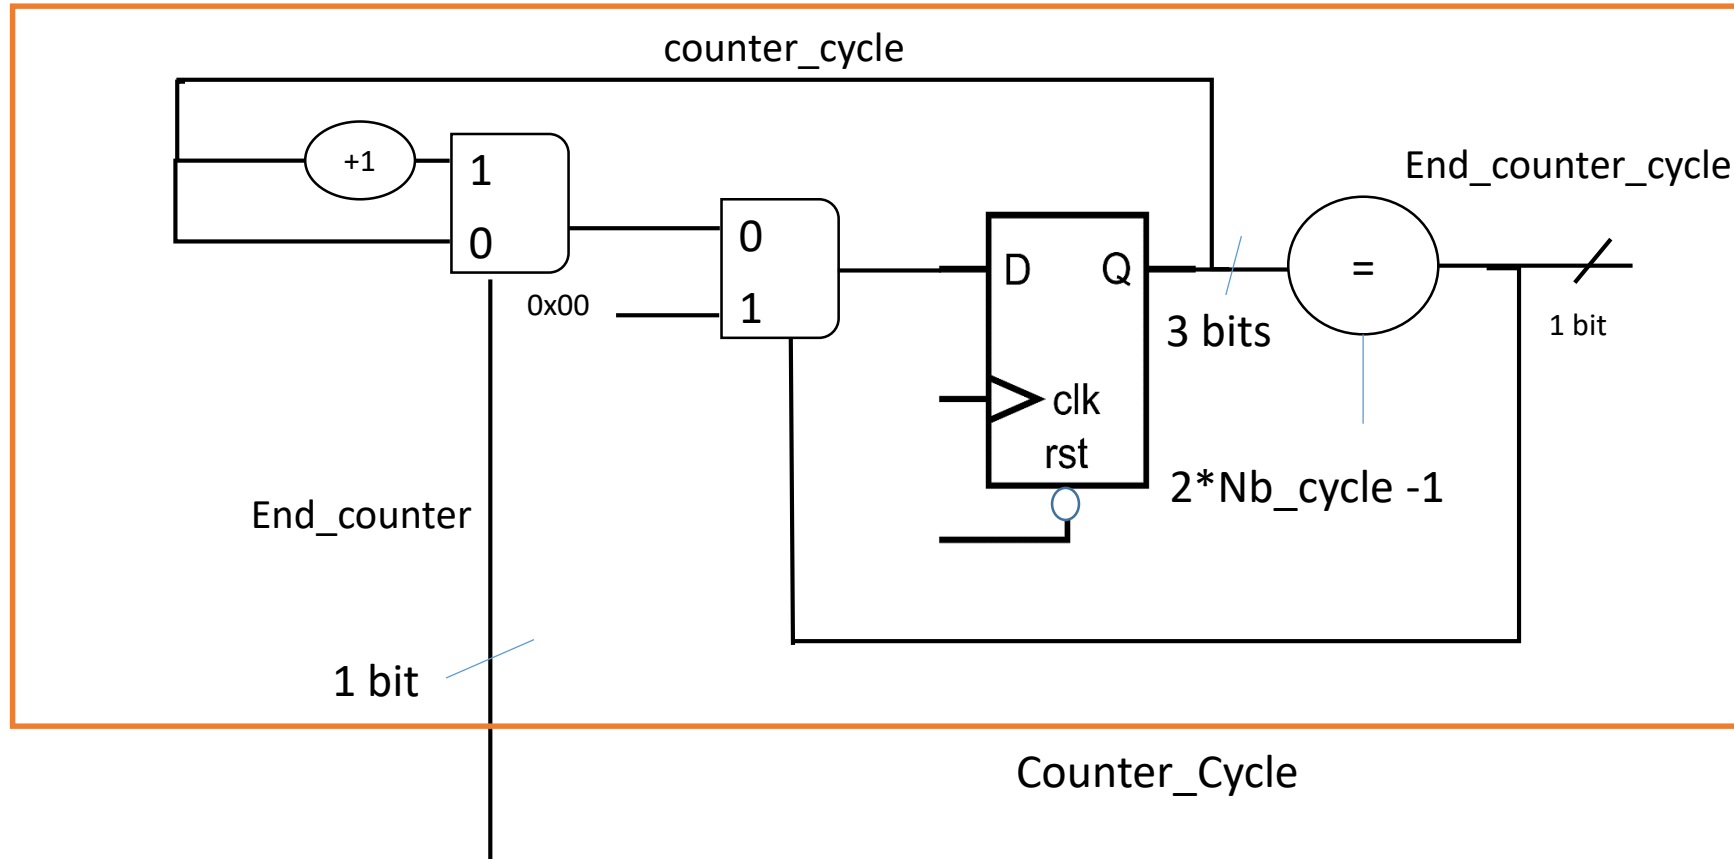 counter_cycle
+1
1
0
End_counter_cycle
0
0x00
1
D Q
=
3 bits
1 bit
clk
rst
2*Nb_cycle -1
End_counter
1 bit
Counter_Cycle